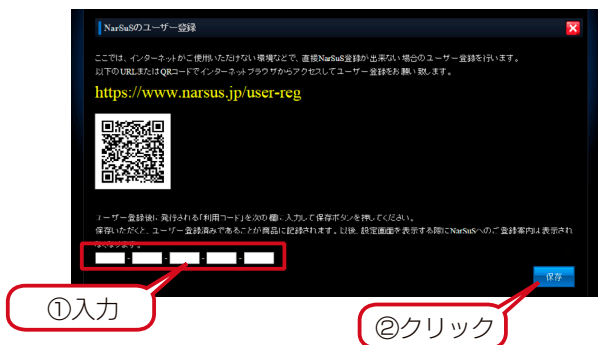 NarSuSのユーザー登録
ここでは、インターネットがご使用いただけない環境などで、直接NarSuS登録が出来ない場合のユーザー登録を行います。
以下のURLまたはQRコードでインターネットブラウザからアクセスしてユーザー登録をお願い致します。
https://www.narsus.jp/user-reg
ユーザー登録後に発行される「利用コード」を次の欄に入力して保存ボタンを押してください。
保存いただくと、ユーザー登録済みであることが商品に記録されます。以後、設定画面を表示する際にNarSuSへのご登録案内は表示され
なくなります。
- - - -
保存
①入力
②クリック